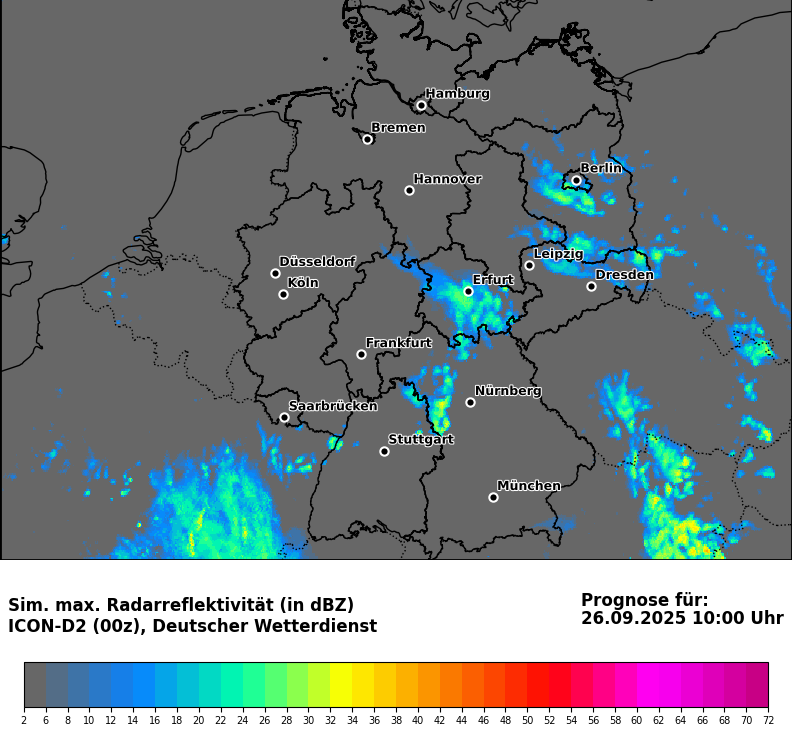 Hamburg
Bremen
Berlin
Hannover
Leipzig
Düsseldorf
Dresden
Köln
Erfurt
Frankfurt
Nürnberg
Saarbrücken
Stuttgart
München
Sim. max. Radarreflektivität (in dBZ)
ICON-D2 (00z), Deutscher Wetterdienst
Prognose für:
26.09.2025 10:00 Uhr
2 6 8 10 12 14 16 18 20 22 24 26 28 30 32 34 36 38 40 42 44 46 48 50 52 54 56 58 60 62 64 66 68 70 72